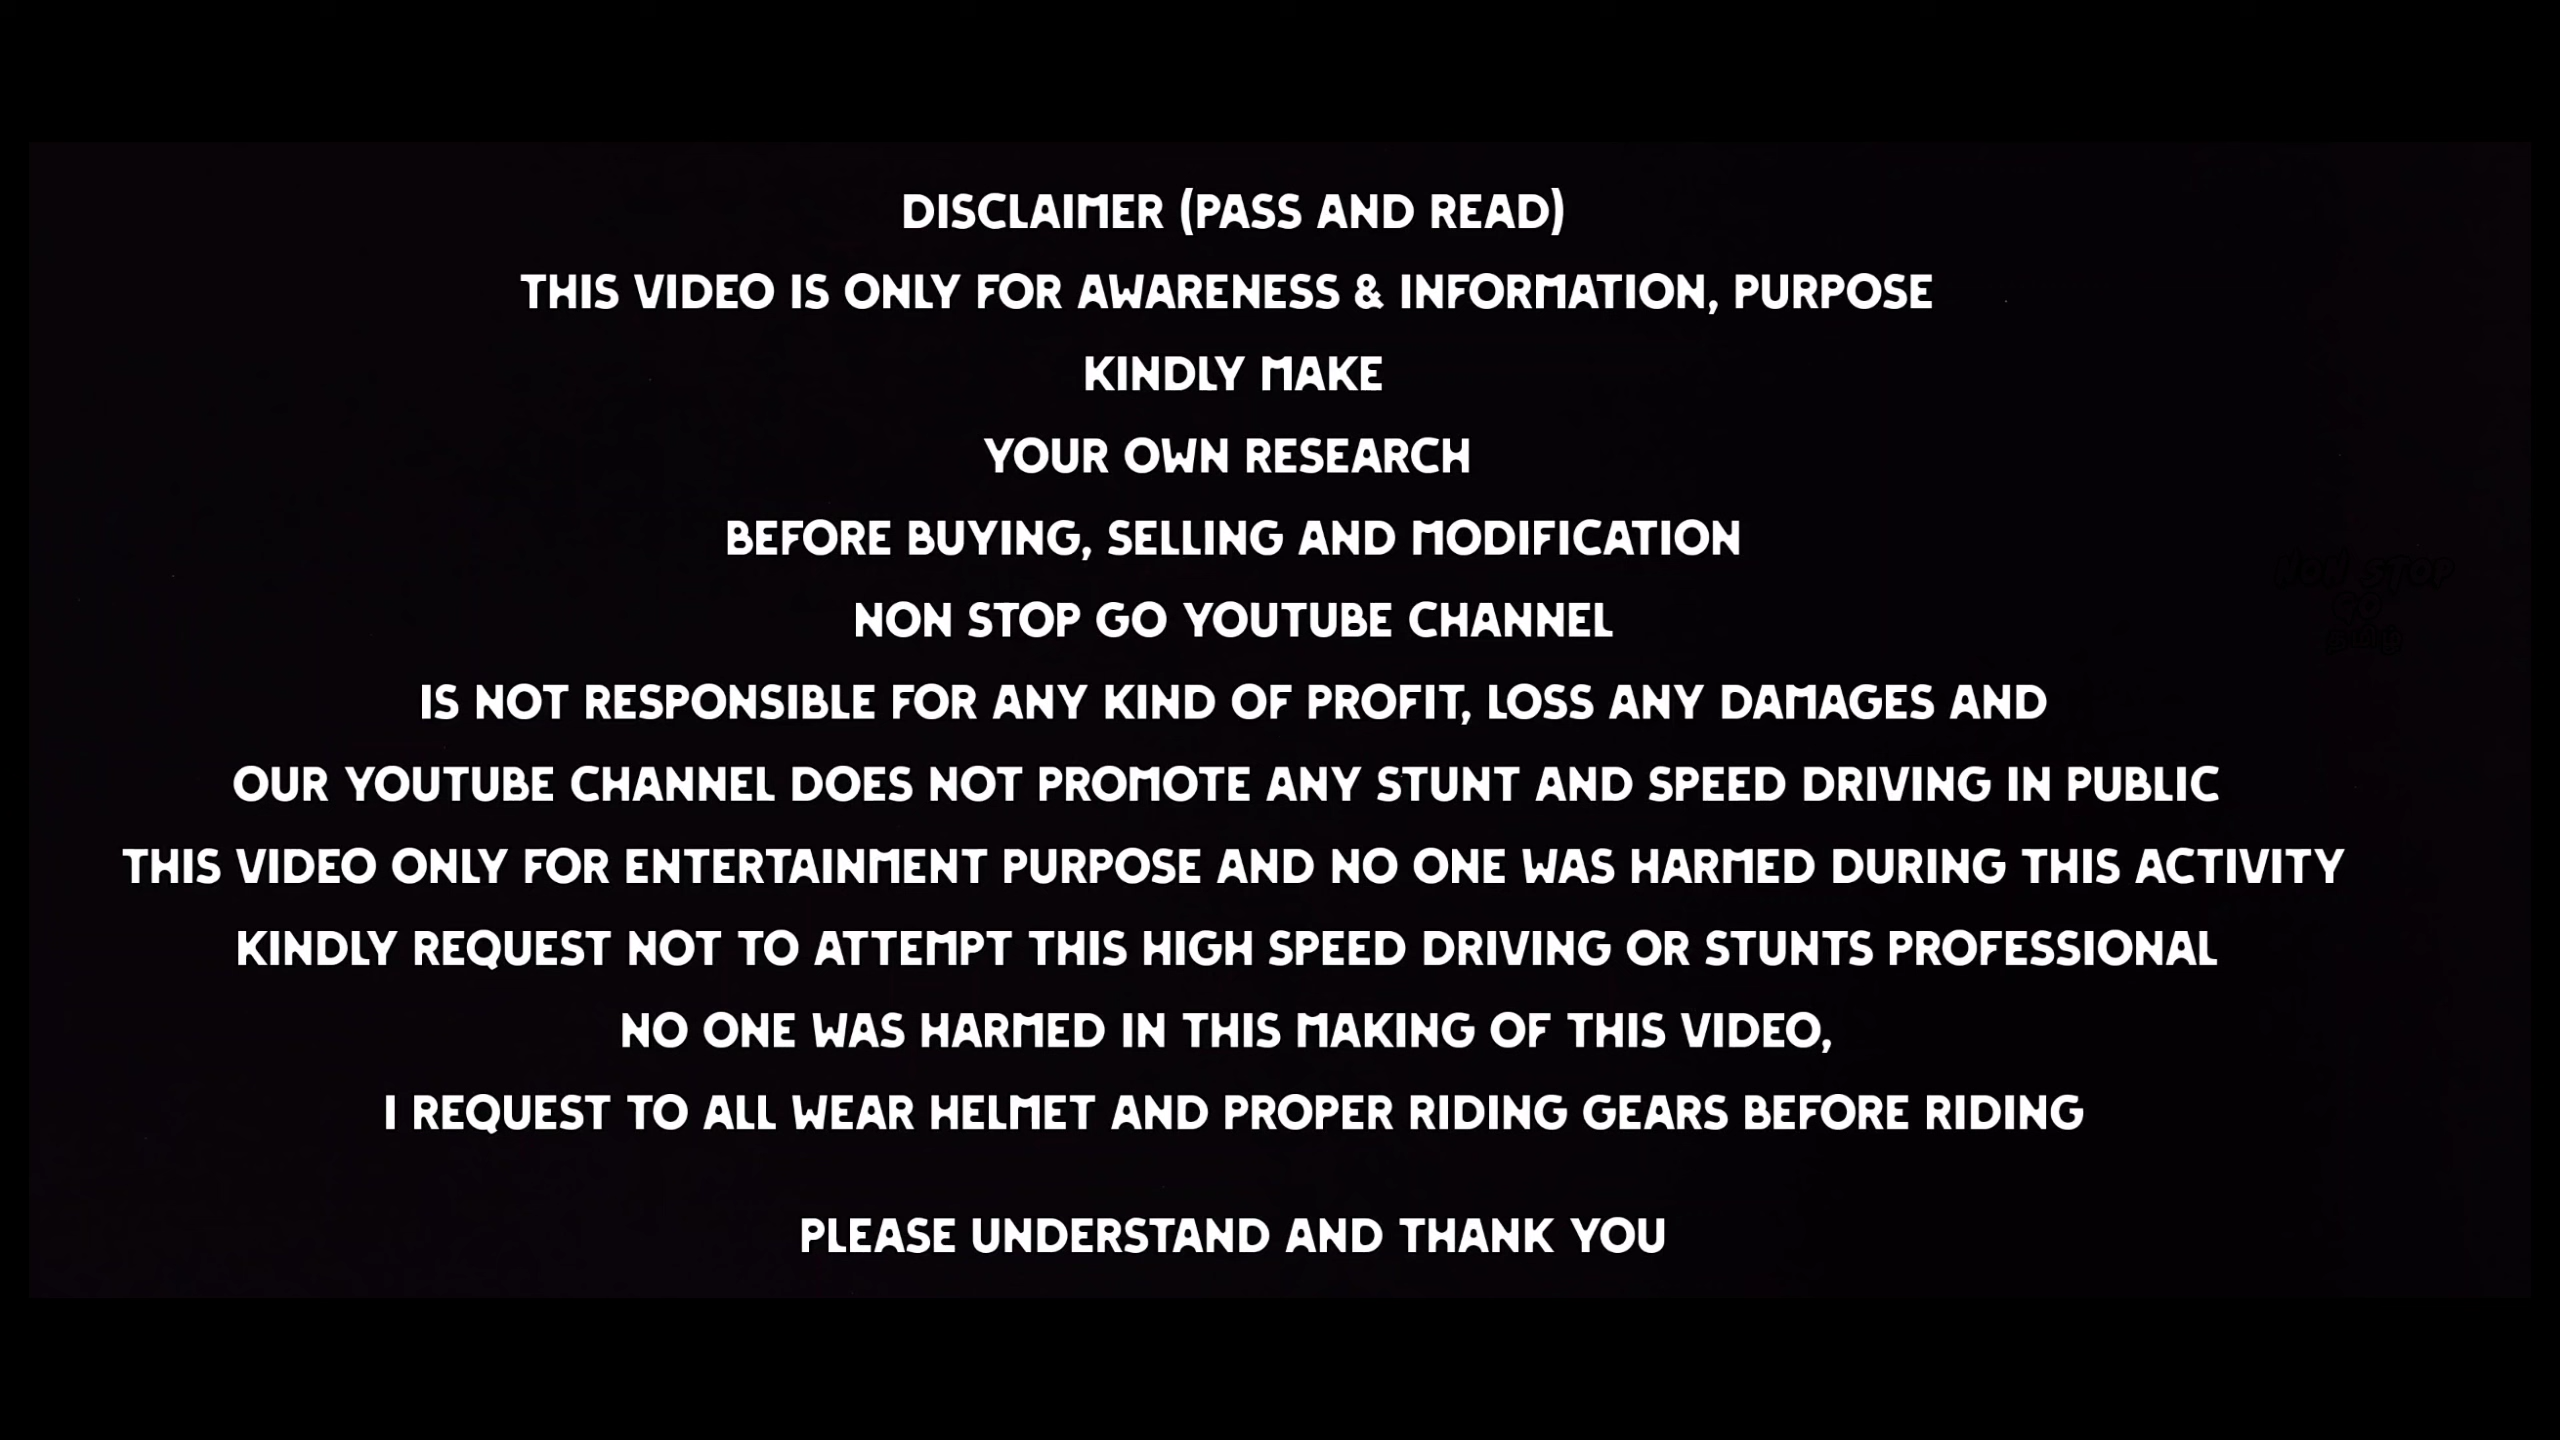 DISCLAIMER (PASS AND READ)
THIS VIDEO IS ONLY FOR AWARENESS & INFORMATION, PURPOSE
KINDLY MAKE
YOUR OWN RESEARCH
BEFORE BUYING, SELLING AND MODIFICATION
NON STOP GO YOUTUBE CHANNEL
IS NOT RESPONSIBLE FOR ANY KIND OF PROFIT, LOSS ANY DAMAGES AND
OUR YOUTUBE CHANNEL DOES NOT PROMOTE ANY STUNT AND SPEED DRIVING IN PUBLIC
THIS VIDEO ONLY FOR ENTERTAINMENT PURPOSE AND NO ONE WAS HARMED DURING THIS ACTIVITY
KINDLY REQUEST NOT TO ATTEMPT THIS HIGH SPEED DRIVING OR STUNTS PROFESSIONAL
NO ONE WAS HARMED IN THIS MAKING OF THIS VIDEO,
I REQUEST TO ALL WEAR HELMET AND PROPER RIDING GEARS BEFORE RIDING
PLEASE UNDERSTAND AND THANK YOU
NON STOP
GO